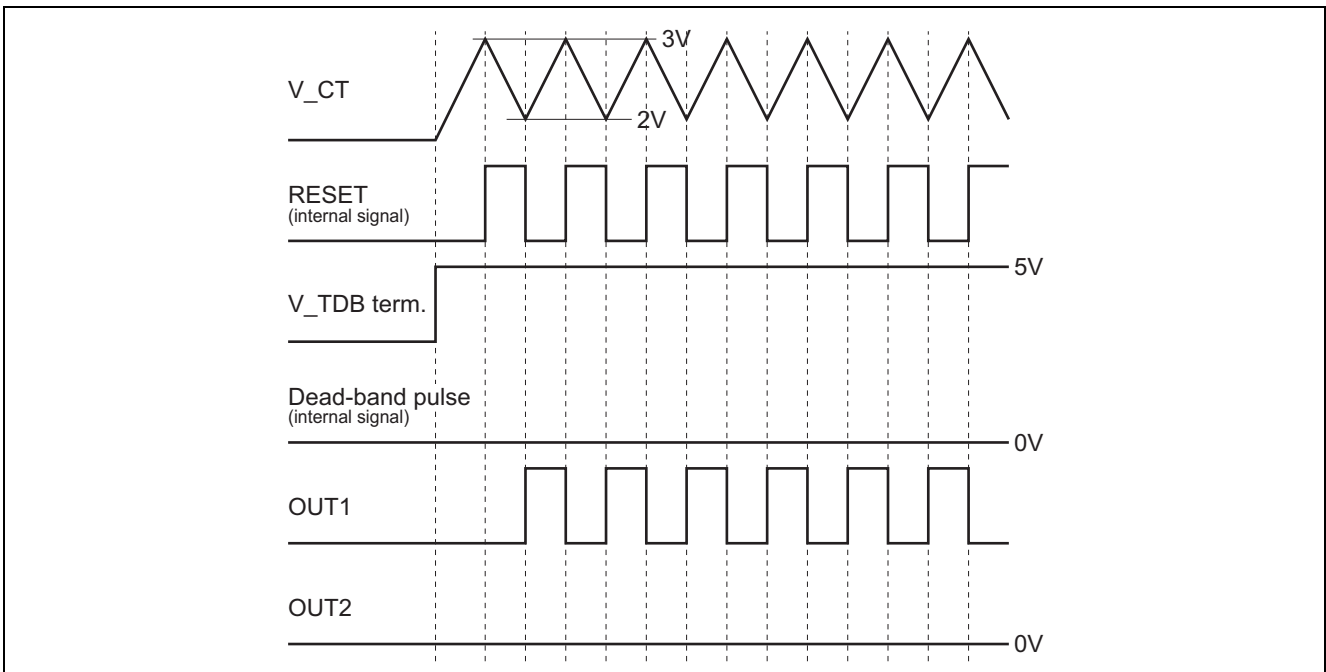 3V
V_CT
2V
RESET
(internal signal)
5V
V_TDB term.
Dead-band pulse
(internal signal)
0V
OUT1
OUT2
0V